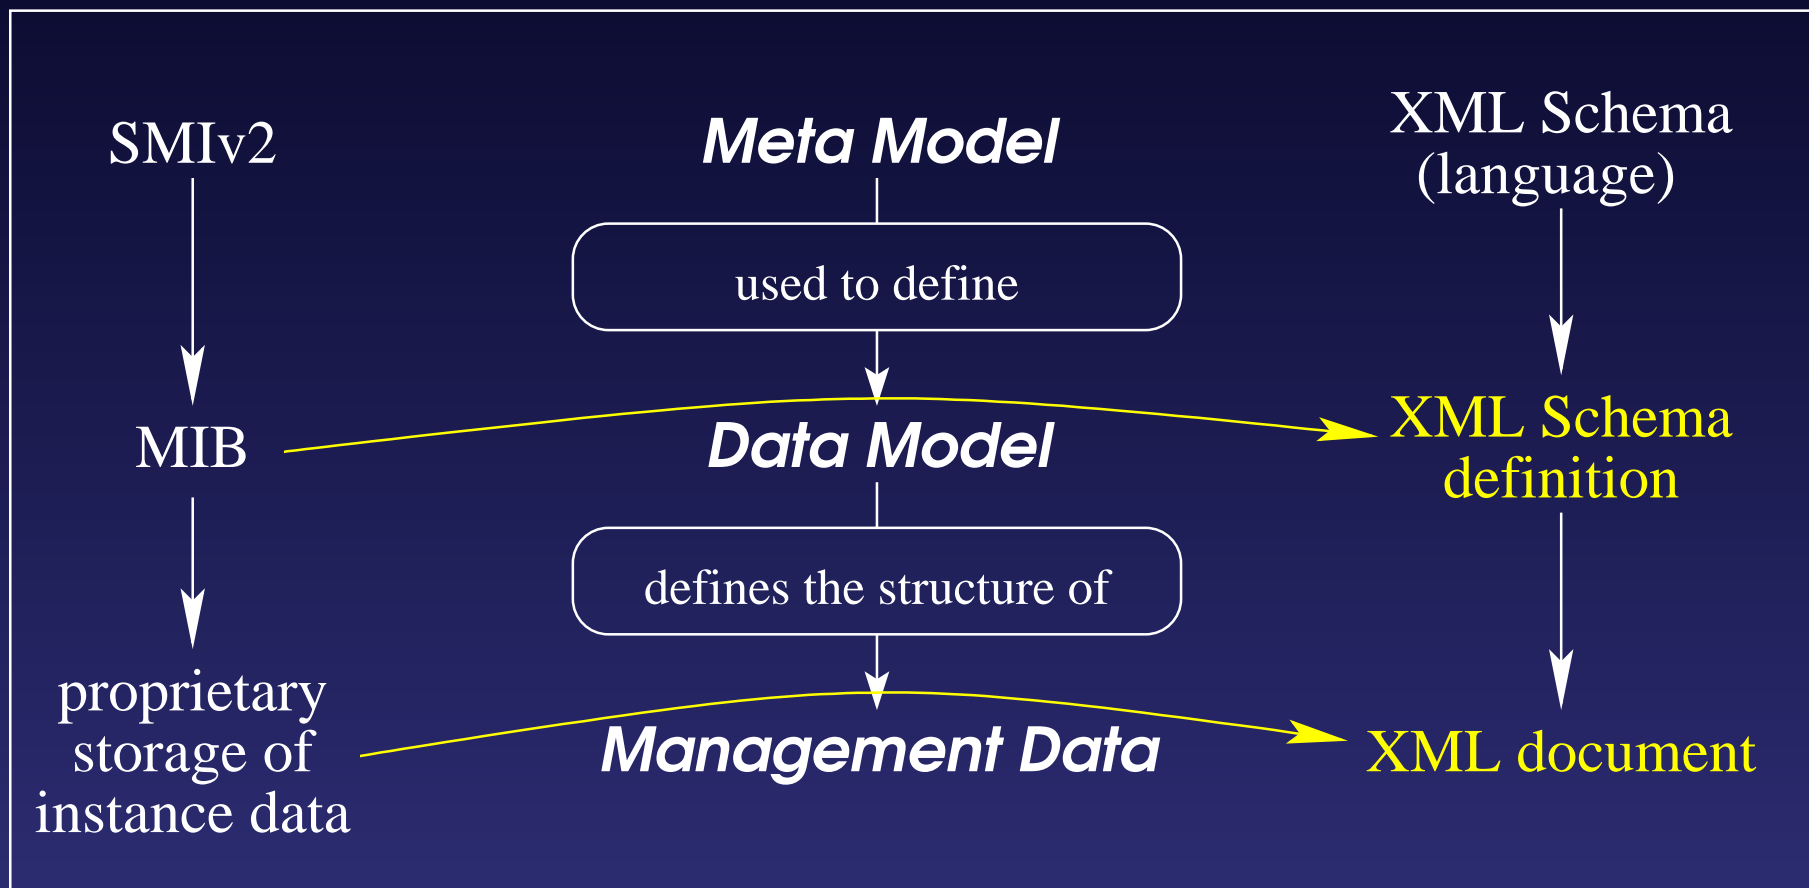 SMIv2
Meta Model
XML Schema
(language)
used to define
MIB
Data Model
XML Schema
definition
defines the structure of
proprietary
storage of
instance data
Management Data
XML document